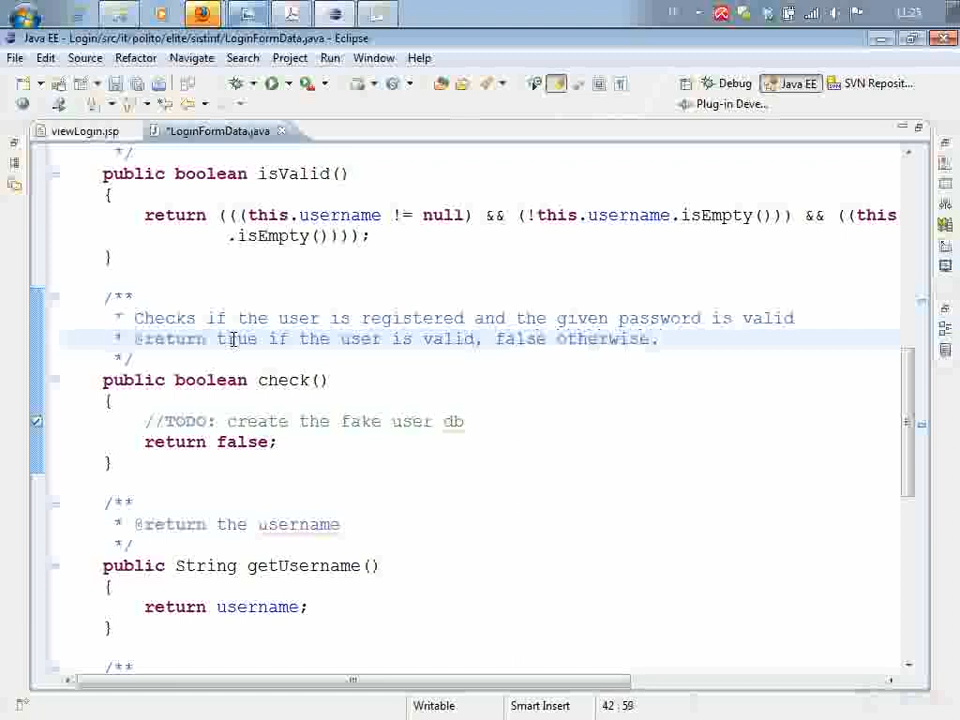 11:25
Java EE - Login/src/it/polito/elite/sistinf/LoginFormData.java - Eclipse
File Edit Source Refactor Navigate Search Project Run Window Help
Debug Java EE SVN Reposit...
Plug-in Deve...
viewLogin.jsp *LoginFormData.java
*/
public boolean isValid()
{
return (((this.username != null) && (!this.username.isEmpty())) && ((this
.isEmpty())));
}
/**
* Checks if the user is registered and the given password is valid
* @return true if the user is valid, false otherwise.
*/
public boolean check()
{
//TODO: create the fake user db
return false;
}
/**
* @return the username
*/
public String getUsername()
{
return username;
}
/**
Writable Smart Insert 42 : 59